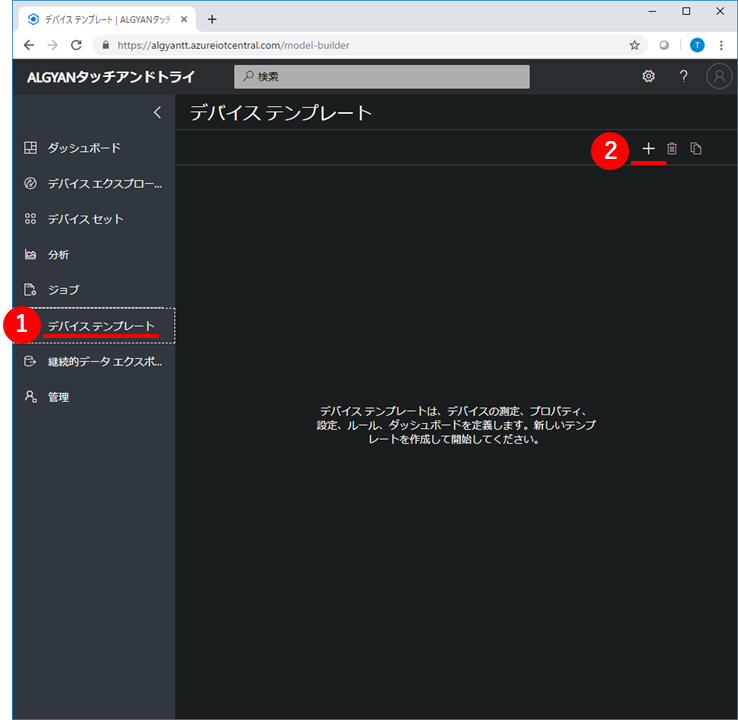 デバイス テンプレート | ALGYANタッチ
https://algyantt.azureiotcentral.com/model-builder
T
ALGYANタッチアンドトライ
検索
?
デバイス テンプレート
2
ダッシュボード
デバイス エクスプロー...
デバイス セット
分析
ジョブ
1
デバイス テンプレート
継続的データ エクスポ...
管理
デバイス テンプレートは、デバイスの測定、プロパティ、
設定、ルール、ダッシュボードを定義します。新しいテンプ
レートを作成して開始してください。